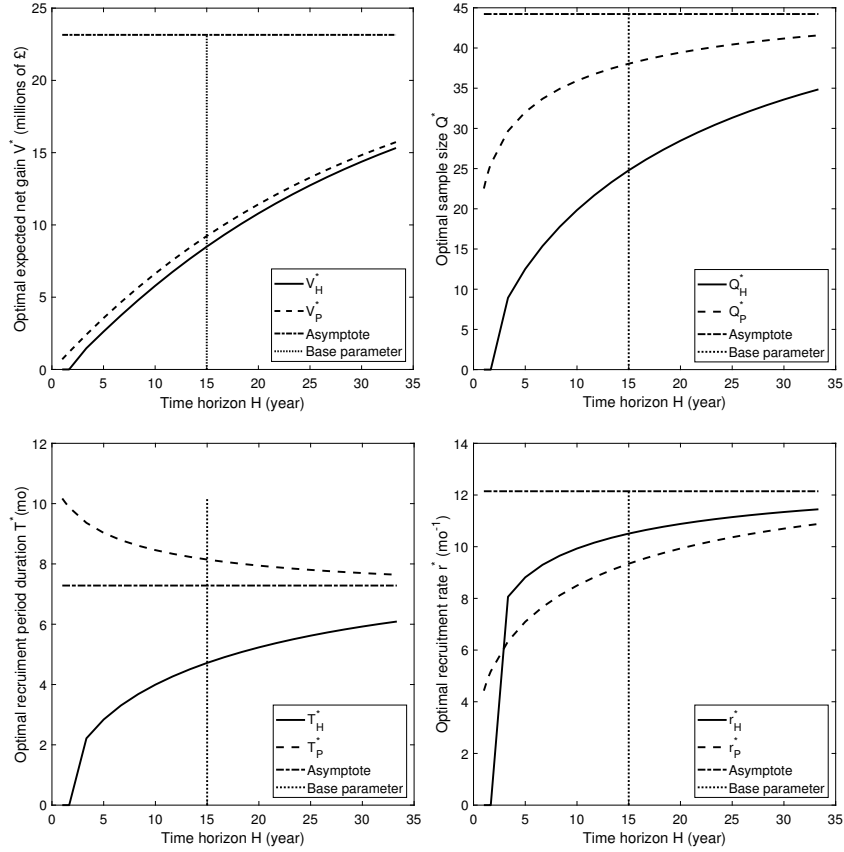 Optimal expected net gain V* (millions of £)
25
20
15
10
5
0
0 5 10 15 20 25 30 35
Time horizon H (year)
V*H
V*P
Asymptote
Base parameter
Optimal sample size Q*
45
40
35
30
25
20
15
10
5
0
0 5 10 15 20 25 30 35
Time horizon H (year)
Q*H
Q*P
Asymptote
Base parameter
Optimal recruiment period duration T*(mo)
12
10
8
6
4
2
0
0 5 10 15 20 25 30 35
Time horizon H (year)
T*H
T*P
Asymptote
Base parameter
Optimal recruitment rate r* (mo-1)
14
12
10
8
6
4
2
0
0 5 10 15 20 25 30 35
Time horizon H (year)
r*H
r*P
Asymptote
Base parameter